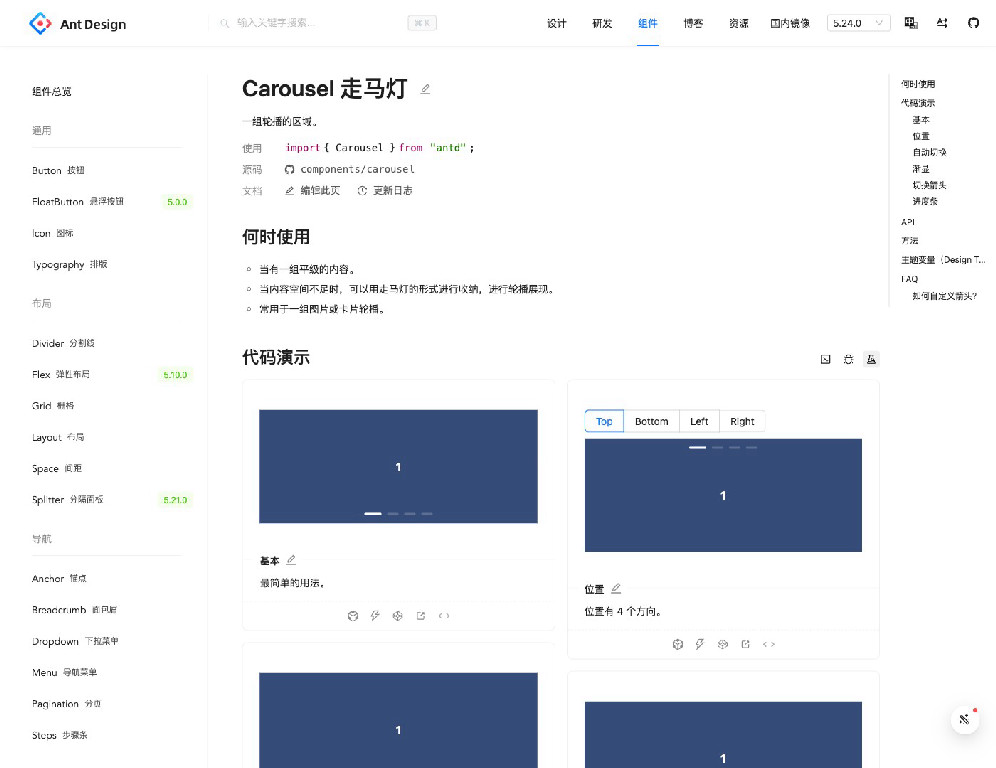 Ant Design
输入关键字搜索...
⌘ K
设计
研发
组件
博客
资源
国内镜像
5.24.0
组件总览
通用
Button 按钮
FloatButton 悬浮按钮 5.0.0
Icon 图标
Typography 排版
布局
Divider 分割线
Flex 弹性布局 5.10.0
Grid 栅格
Layout 布局
Space 间距
Splitter 分隔面板 5.21.0
导航
Anchor 锚点
Breadcrumb 面包屑
Dropdown 下拉菜单
Menu 导航菜单
Pagination 分页
Steps 步骤条
Carousel 走马灯
一组轮播的区域。
使用 import { Carousel } from "antd";
源码 components/carousel
文档 编辑此页 更新日志
何时使用
当有一组平级的内容。
当内容空间不足时，可以用走马灯的形式进行收纳，进行轮播展现。
常用于一组图片或卡片轮播。
代码演示
1
基本
最简单的用法。
Top Bottom Left Right
1
位置
位置有 4 个方向。
1
1
何时使用
代码演示
基本
位置
自动切换
渐显
切换箭头
进度条
API
方法
主题变量（Design T...
FAQ
如何自定义箭头？